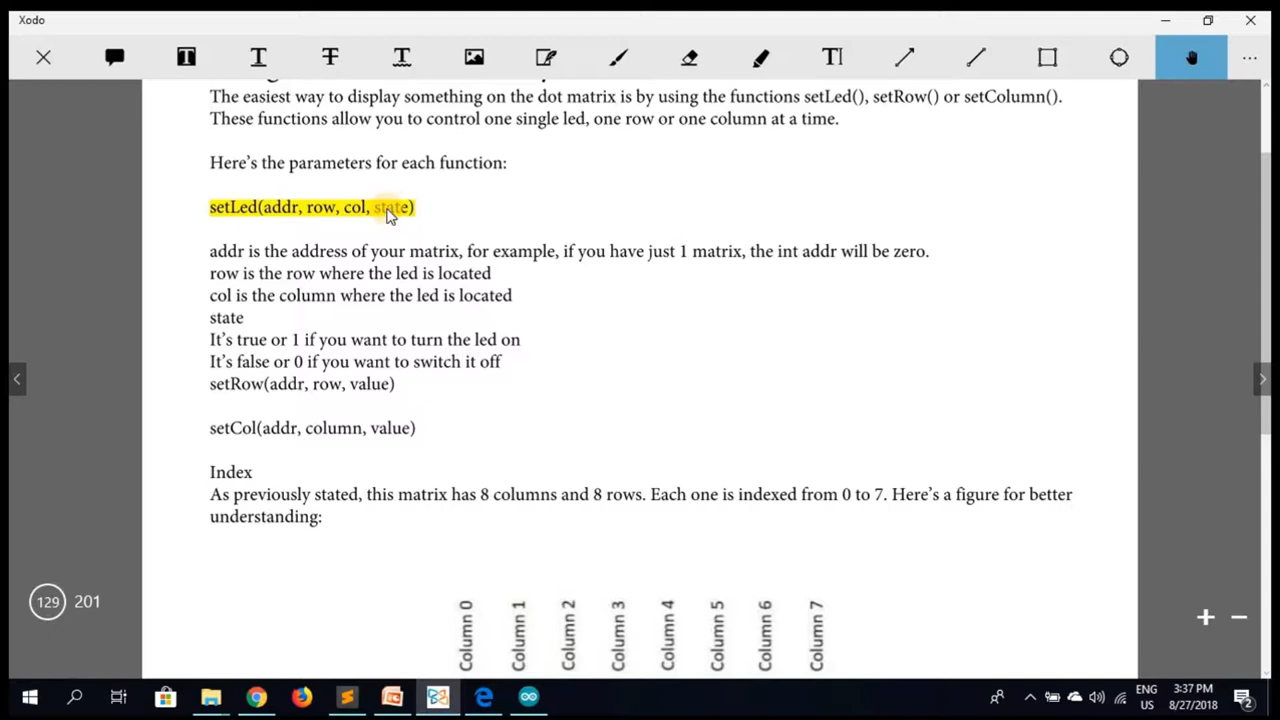 Xodo
The easiest way to display something on the dot matrix is by using the functions setLed(), setRow() or setColumn().
These functions allow you to control one single led, one row or one column at a time.
Here's the parameters for each function:
setLed(addr, row, col, state)
addr is the address of your matrix, for example, if you have just 1 matrix, the int addr will be zero.
row is the row where the led is located
col is the column where the led is located
state
It's true or 1 if you want to turn the led on
It's false or 0 if you want to switch it off
setRow(addr, row, value)
setCol(addr, column, value)
Index
As previously stated, this matrix has 8 columns and 8 rows. Each one is indexed from 0 to 7. Here's a figure for better
understanding:
129 201
Column 0
Column 1
Column 2
Column 3
Column 4
Column 5
Column 6
Column 7
ENG
US
3:37 PM
8/27/2018
2